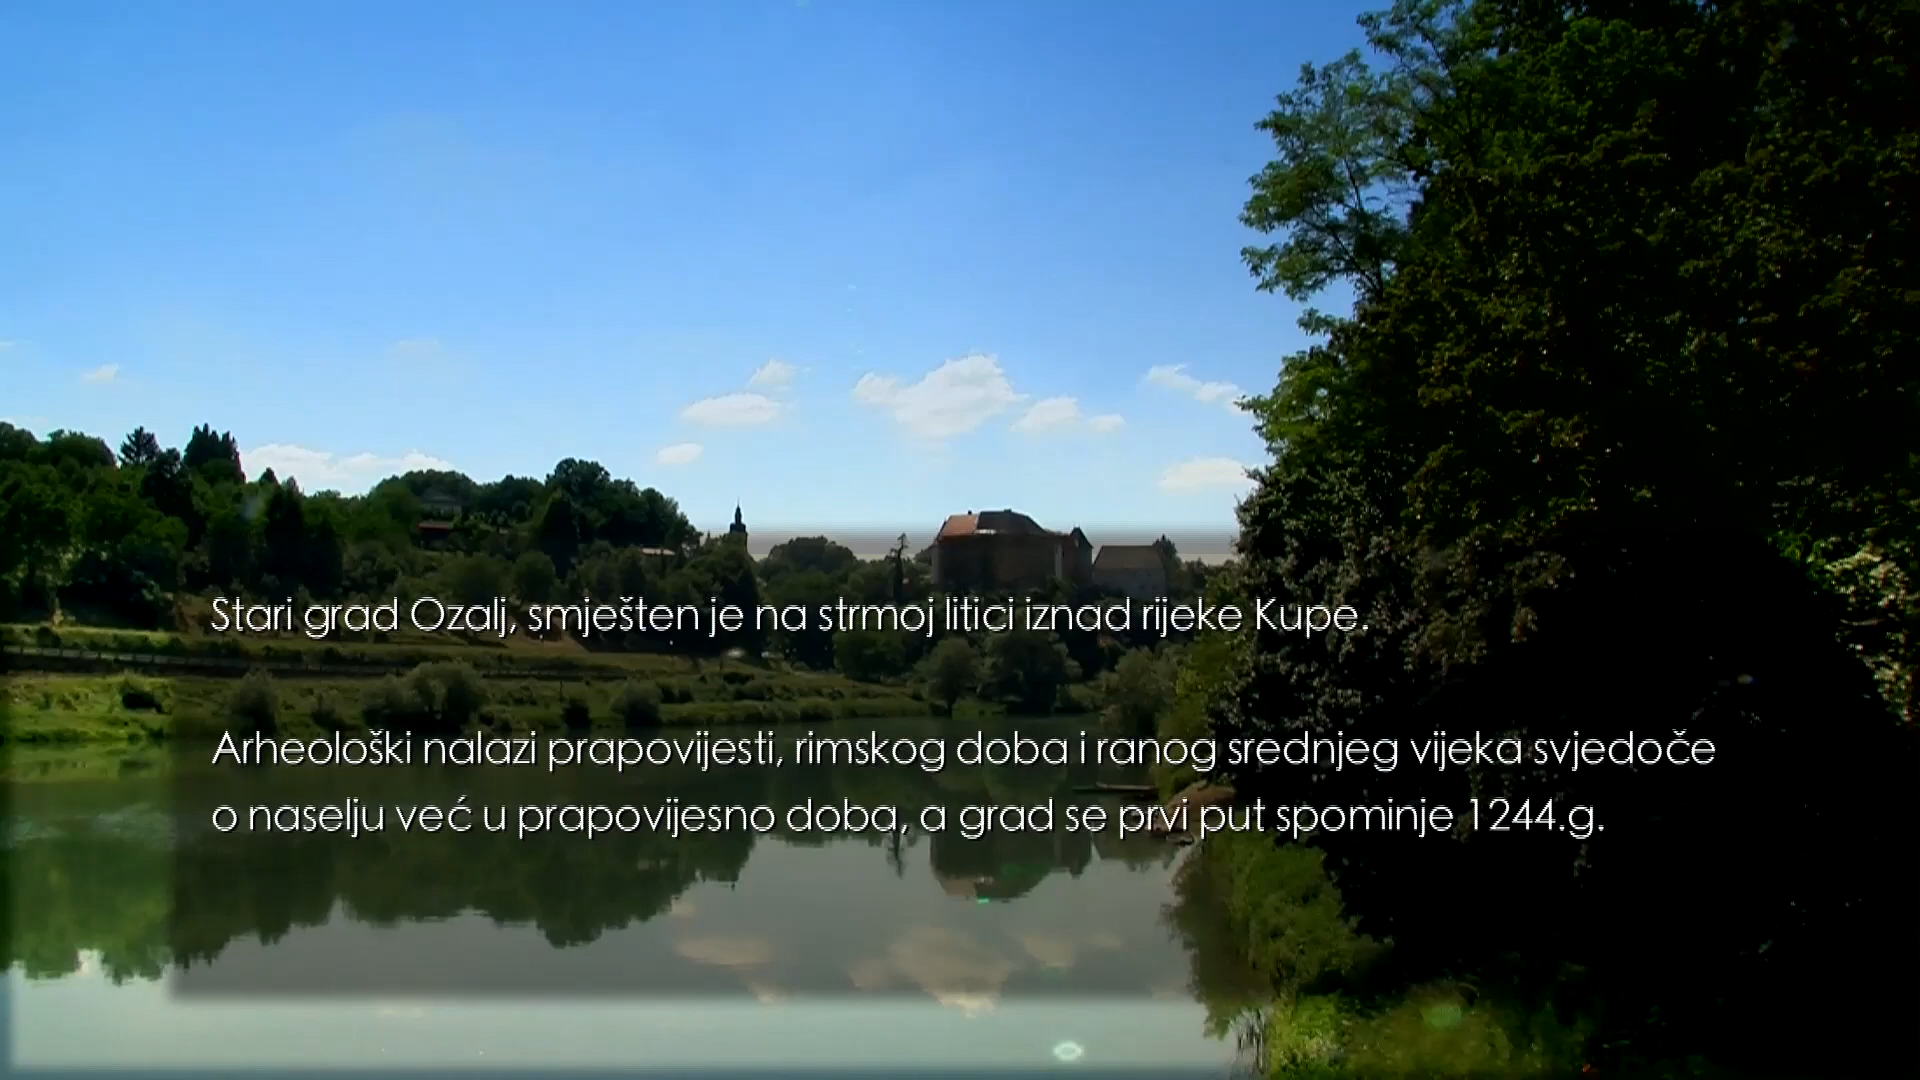 Stari grad Ozalj, smješten je na strmoj litici iznad rijeke Kupe.
Arheološki nalazi prapovijesti, rimskog doba i ranog srednjeg vijeka svjedoče
o naselju već u prapovijesno doba, a grad se prvi put spominje 1244.g.